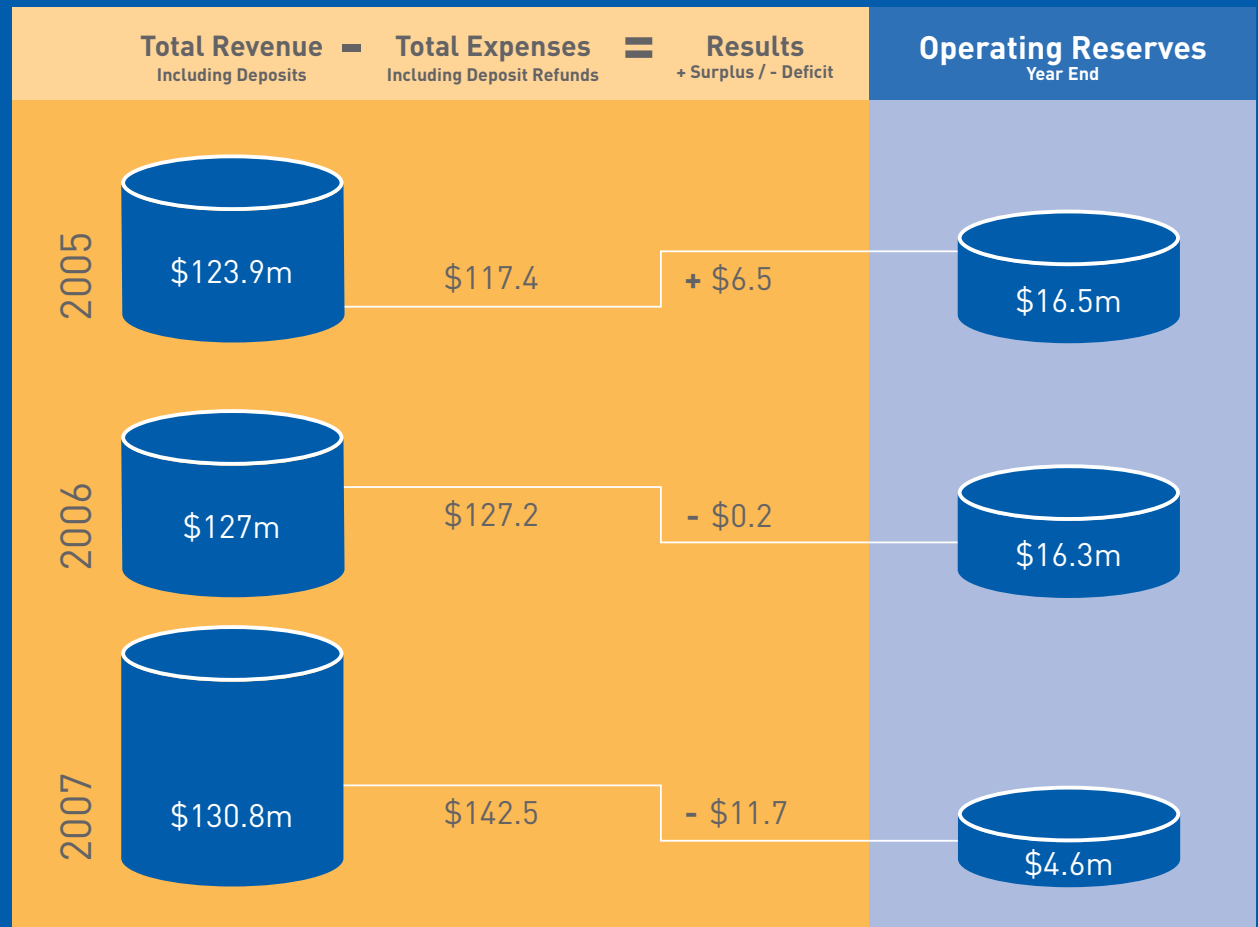 Total Revenue - Total Expenses = Results
Including Deposits
Including Deposit Refunds
+ Surplus / - Deficit
Operating Reserves
Year End
2005
$123.9m
$117.4
+ $6.5
$16.5m
2006
$127m
$127.2
- $0.2
$16.3m
2007
$130.8m
$142.5
- $11.7
$4.6m